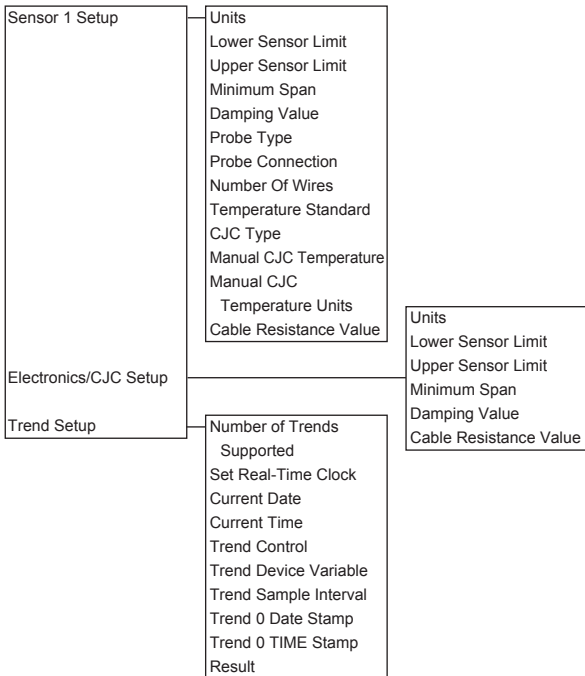 Sensor 1 Setup
Units
Lower Sensor Limit
Upper Sensor Limit
Minimum Span
Damping Value
Probe Type
Probe Connection
Number Of Wires
Temperature Standard
CJC Type
Manual CJC Temperature
Manual CJC
Temperature Units
Cable Resistance Value
Electronics/CJC Setup
Units
Lower Sensor Limit
Upper Sensor Limit
Minimum Span
Damping Value
Cable Resistance Value
Trend Setup
Number of Trends
Supported
Set Real-Time Clock
Current Date
Current Time
Trend Control
Trend Device Variable
Trend Sample Interval
Trend 0 Date Stamp
Trend 0 TIME Stamp
Result